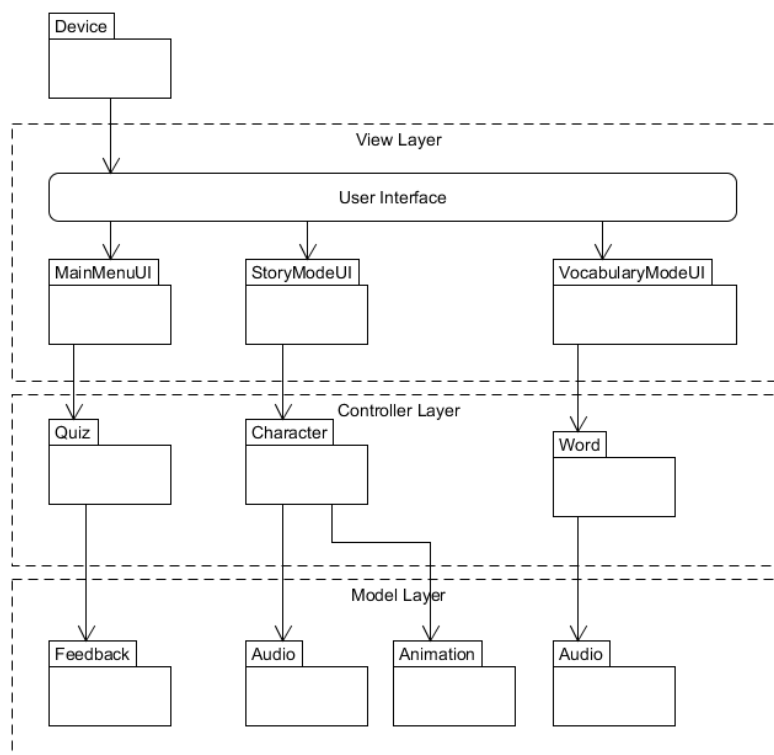 Device
View Layer
User Interface
MainMenuUI
StoryModeUI
VocabularyModeUI
Controller Layer
Quiz
Character
Word
Model Layer
Feedback
Audio
Animation
Audio